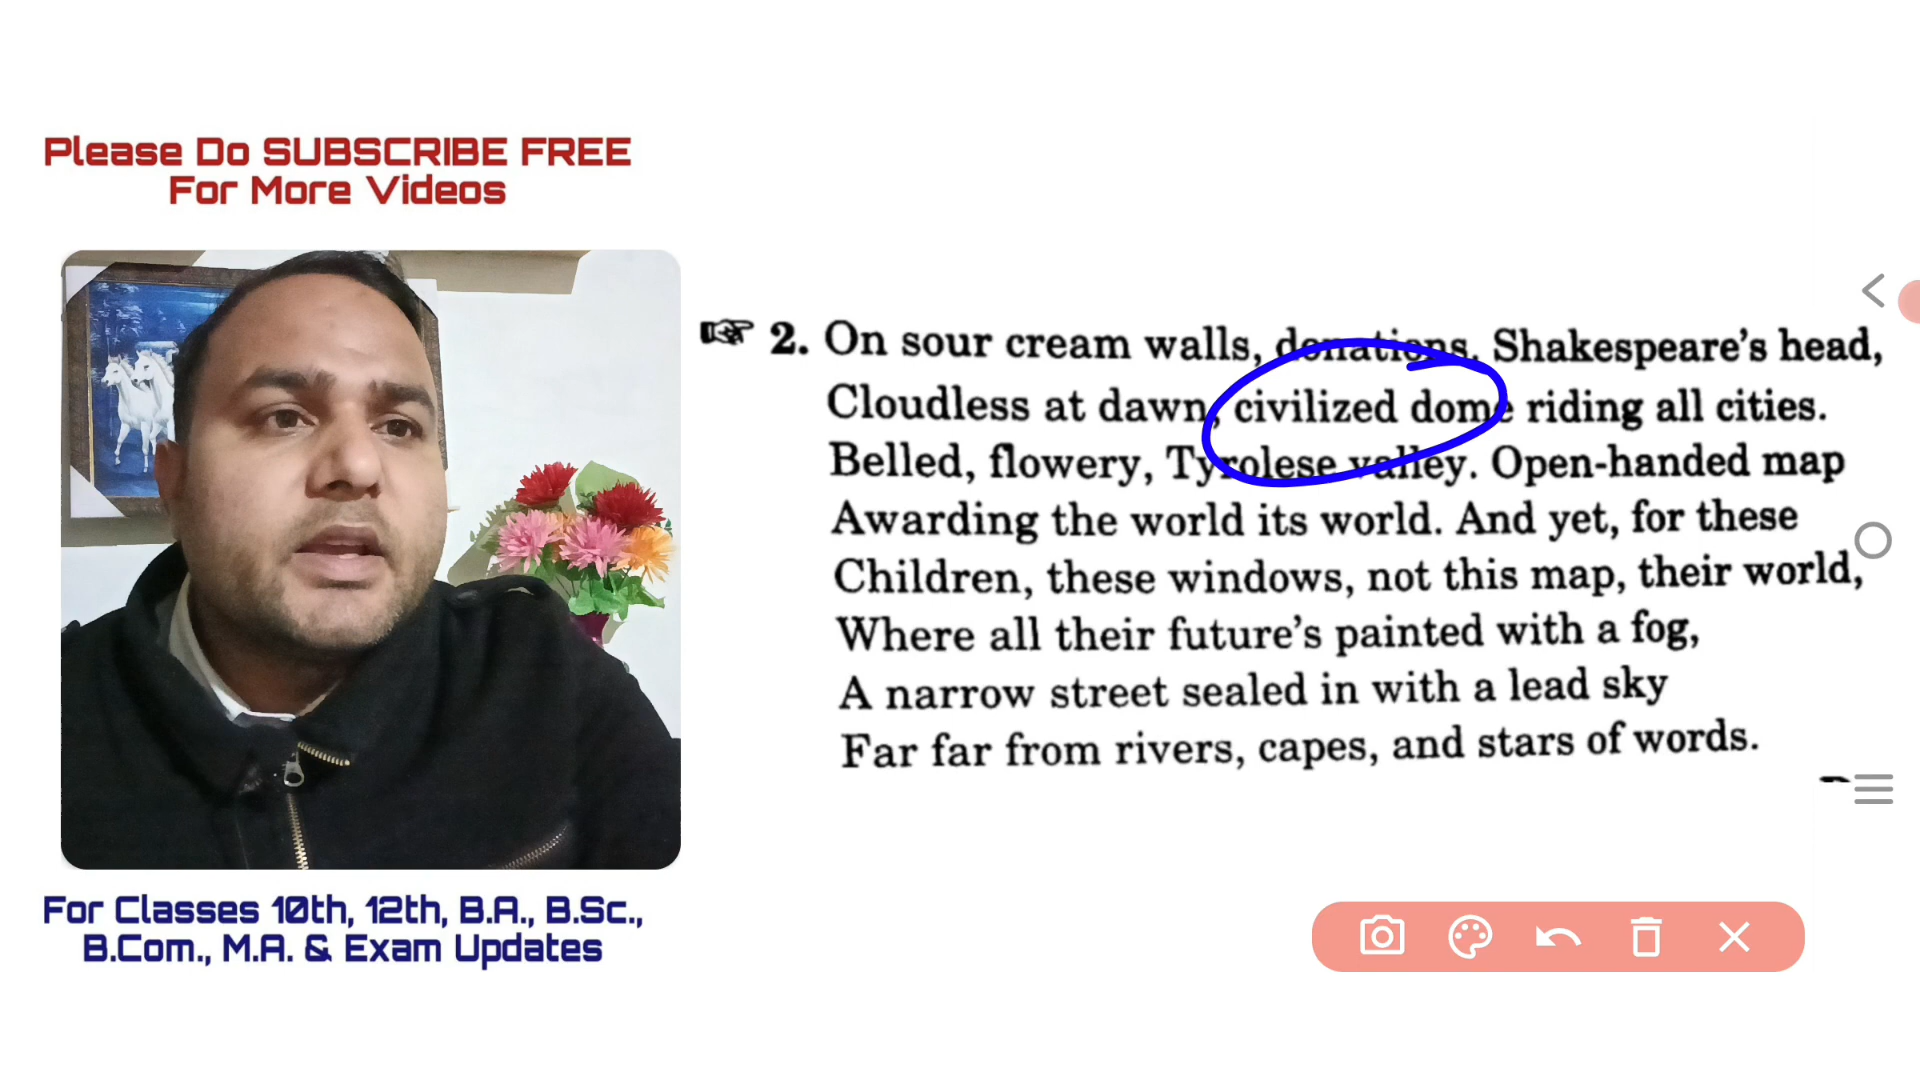 Please Do SUBSCRIBE FREE
For More Videos
2. On sour cream walls, donations. Shakespeare's head,
Cloudless at dawn, civilized dome riding all cities.
Belled, flowery, Tyrolese valley. Open-handed map
Awarding the world its world. And yet, for these
Children, these windows, not this map, their world,
Where all their future's painted with a fog,
A narrow street sealed in with a lead sky
Far far from rivers, capes, and stars of words.
For Classes 10th, 12th, B.A., B.Sc.,
B.Com., M.A. & Exam Updates